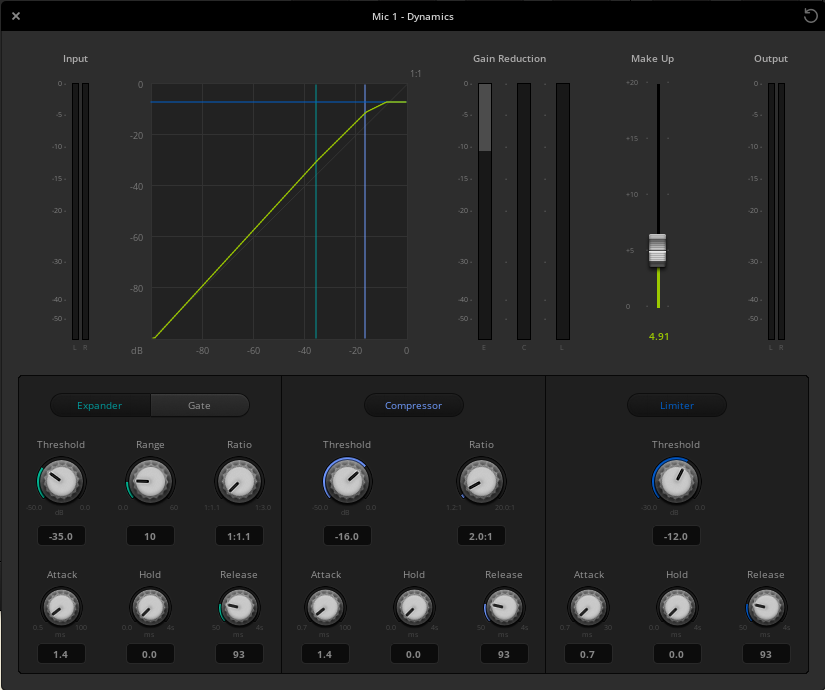 Mic 1 - Dynamics
Input
Gain Reduction
Make Up
Output
1:1
0 0 0 +20 0
-5 -5 -5
-20 +15
-10 -10 -10
-15 -40 -15 +10 -15
-20 -20 -20
-60 +5
-30 -30 -30
-80
-40 -40 0 -40
-50 -50 -50
4.91
L R dB -80 -60 -40 -20 0 E C L L R
Expander Gate Compressor Limiter
Threshold Range Ratio Threshold Ratio Threshold
-50.0 0.0 5.0 60 1:1.1 1:3.0 -50.0 0.0 1.2:1 20.0:1 -30.0 0.0
dB dB dB
-35.0 10 1:1.1 -16.0 2.0:1 -12.0
Attack Hold Release Attack Hold Release Attack Hold Release
0.5 100 0.0 4s 50 4s 0.7 100 0.0 4s 50 4s 0.7 30 0.0 4s 50 4s
ms ms ms ms ms ms ms ms ms
1.4 0.0 93 1.4 0.0 93 0.7 0.0 93